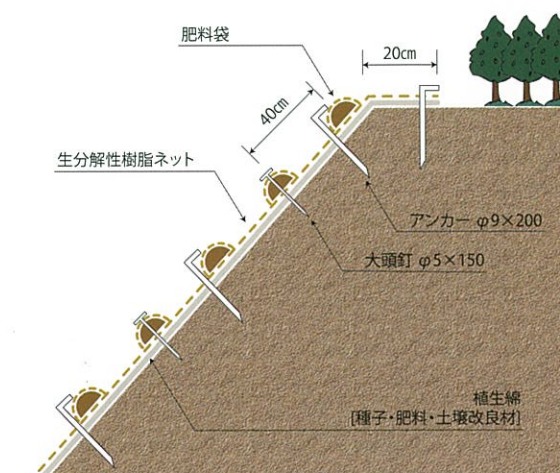 肥料袋
20㎝
40㎝
生分解性樹脂ネット
アンカー φ9×200
大頭釘 φ5×150
植生綿
[種子・肥料・土壌改良材]